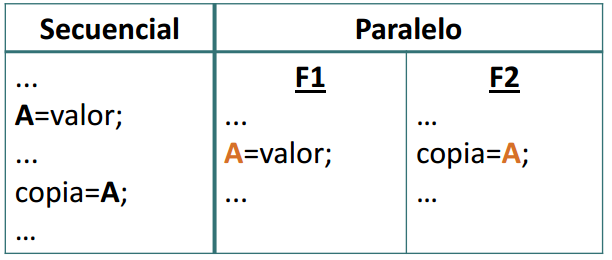 Secuencial
Paralelo
...
A=valor;
...
copia=A;
...
F1
...
A=valor;
...
F2
...
copia=A;
...